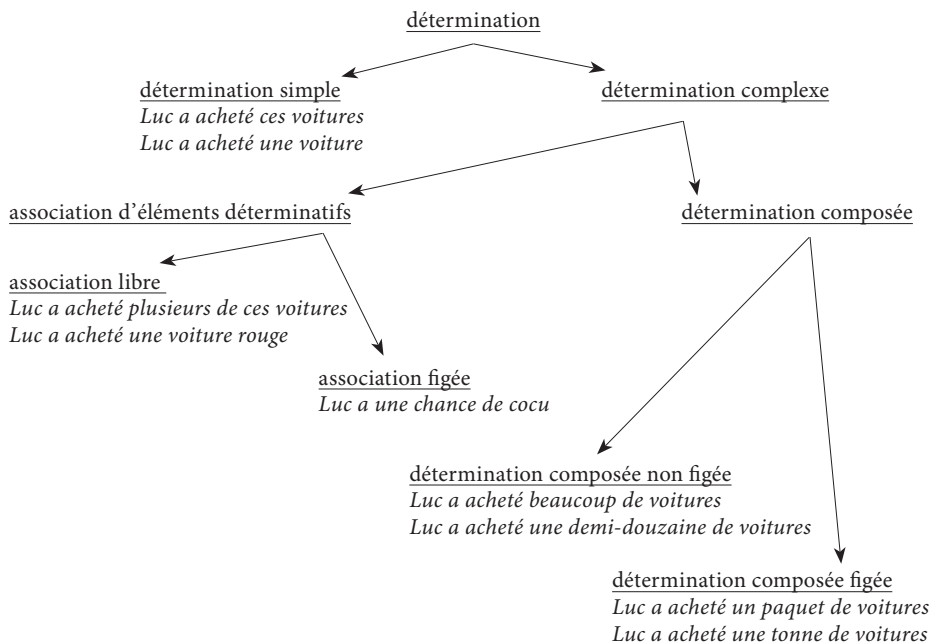 détermination
détermination simple
Luc a acheté ces voitures
Luc a acheté une voiture
détermination complexe
association d'éléments déterminatifs
détermination composée
association libre
Luc a acheté plusieurs de ces voitures
Luc a acheté une voiture rouge
association figée
Luc a une chance de cocu
détermination composée non figée
Luc a acheté beaucoup de voitures
Luc a acheté une demi-douzaine de voitures
détermination composée figée
Luc a acheté un paquet de voitures
Luc a acheté une tonne de voitures